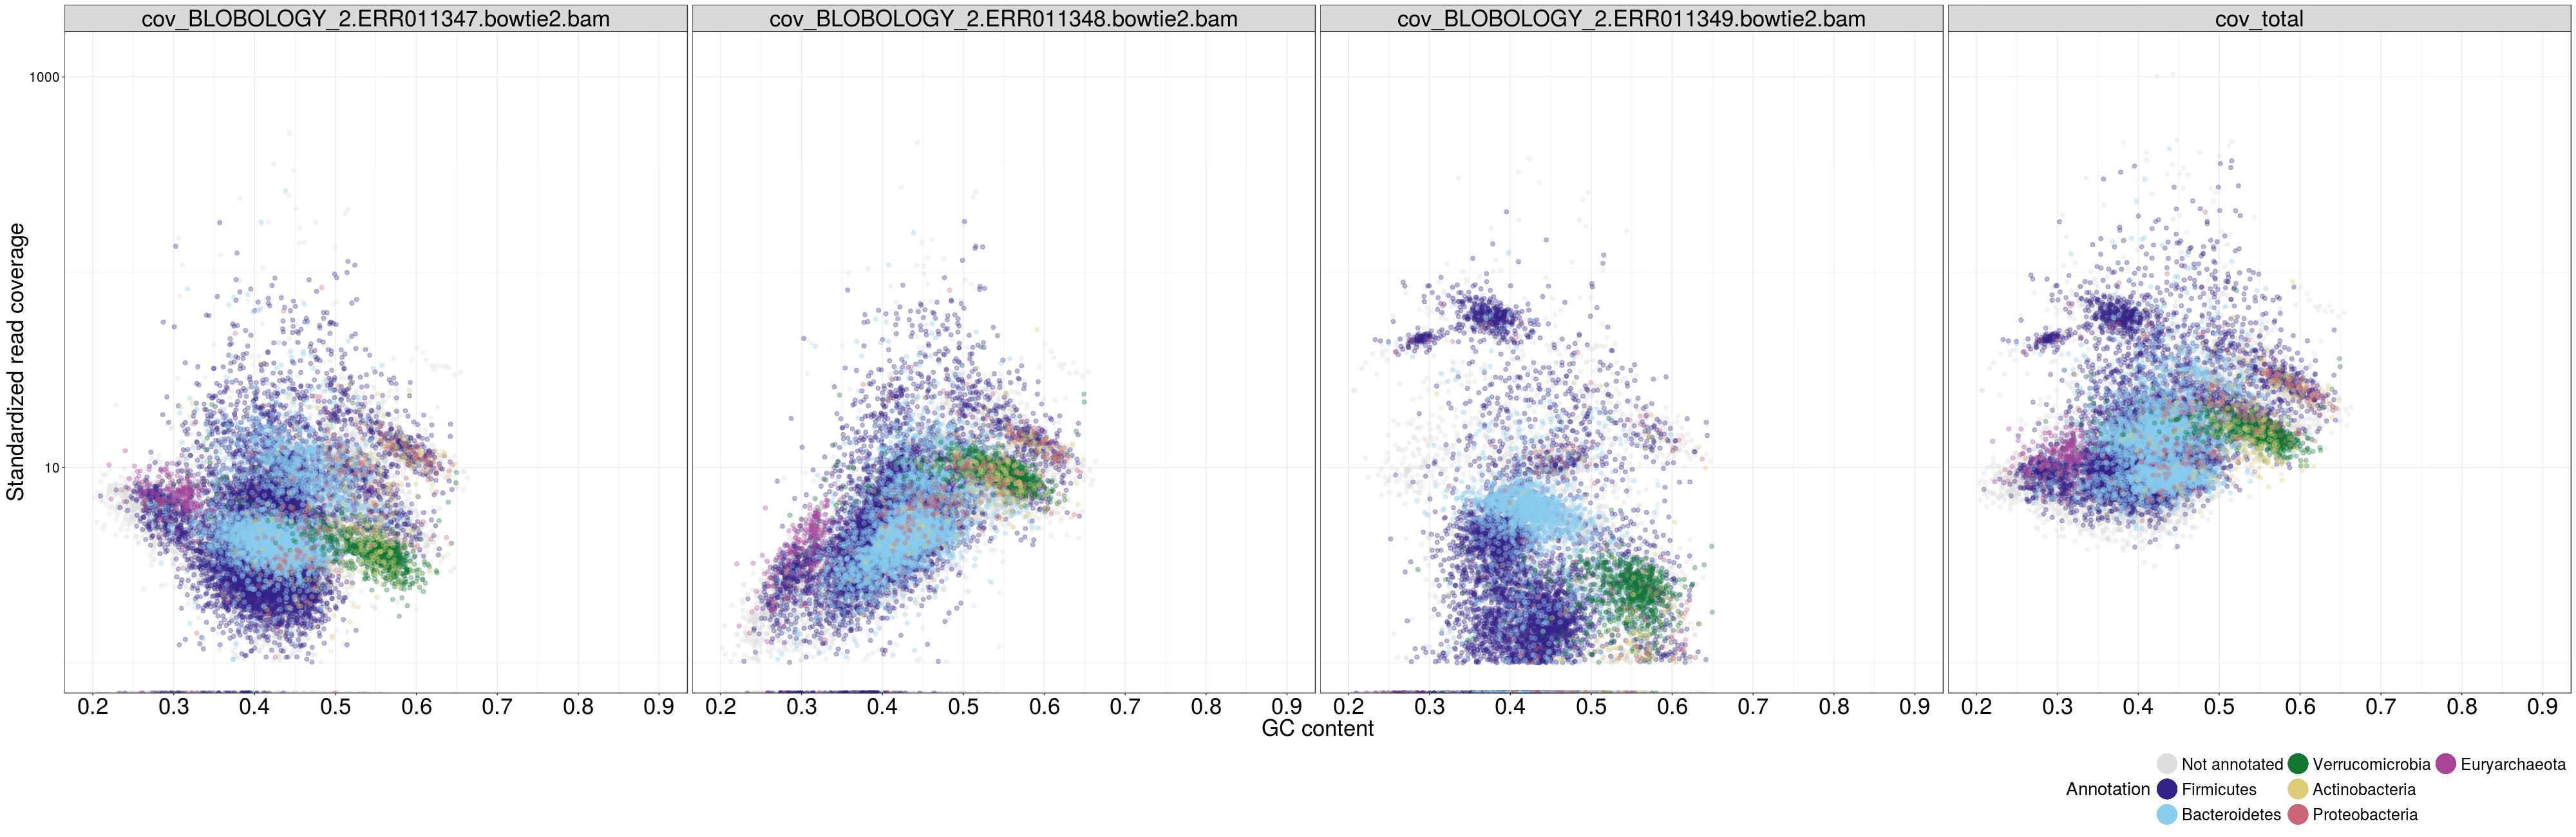 cov_BLOBOLOGY_2.ERR011347.bowtie2.bam cov_BLOBOLOGY_2.ERR011348.bowtie2.bam cov_BLOBOLOGY_2.ERR011349.bowtie2.bam cov_total
Standardized read coverage
1000
10
0.2 0.3 0.4 0.5 0.6 0.7 0.8 0.9 0.2 0.3 0.4 0.5 0.6 0.7 0.8 0.9 0.2 0.3 0.4 0.5 0.6 0.7 0.8 0.9 0.2 0.3 0.4 0.5 0.6 0.7 0.8 0.9
GC content
Not annotated Verrucomicrobia Euryarchaeota
Annotation Firmicutes Actinobacteria
Bacteroidetes Proteobacteria